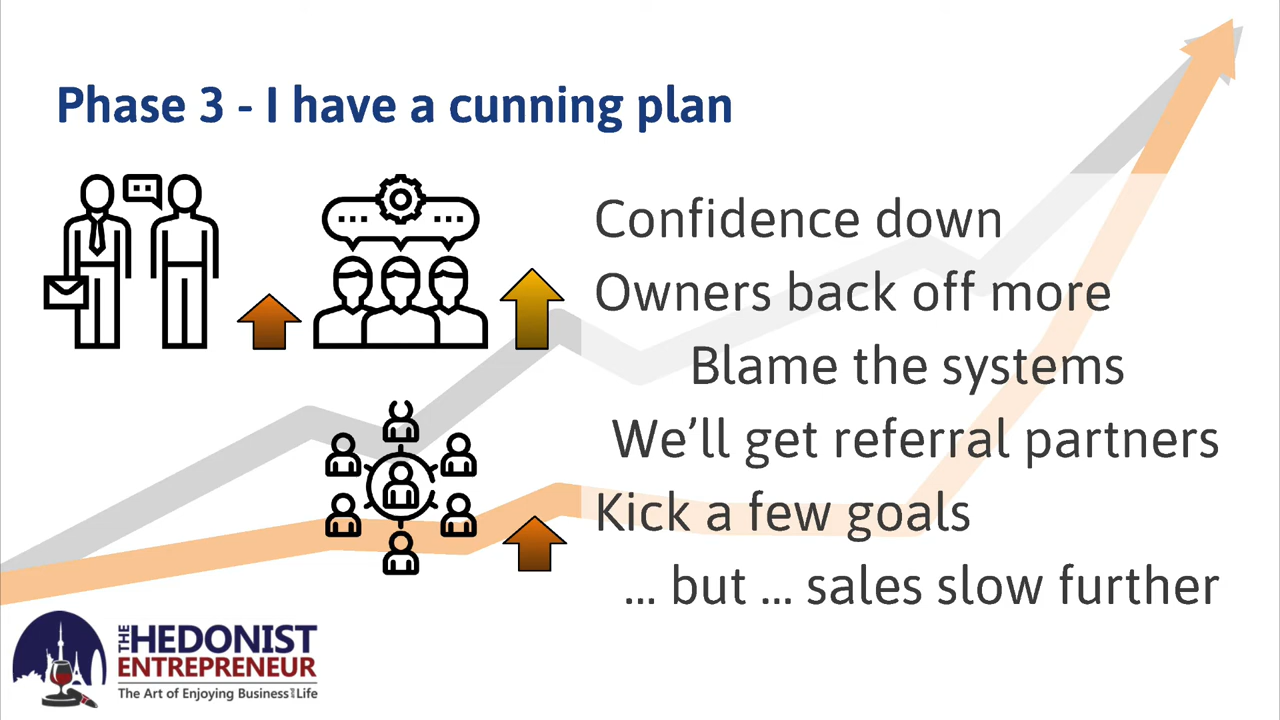 Phase 3 - I have a cunning plan
Confidence down
Owners back off more
Blame the systems
We'll get referral partners
Kick a few goals
... but ... sales slow further
THE HEDONIST
ENTREPRENEUR
The Art of Enjoying Business and Life